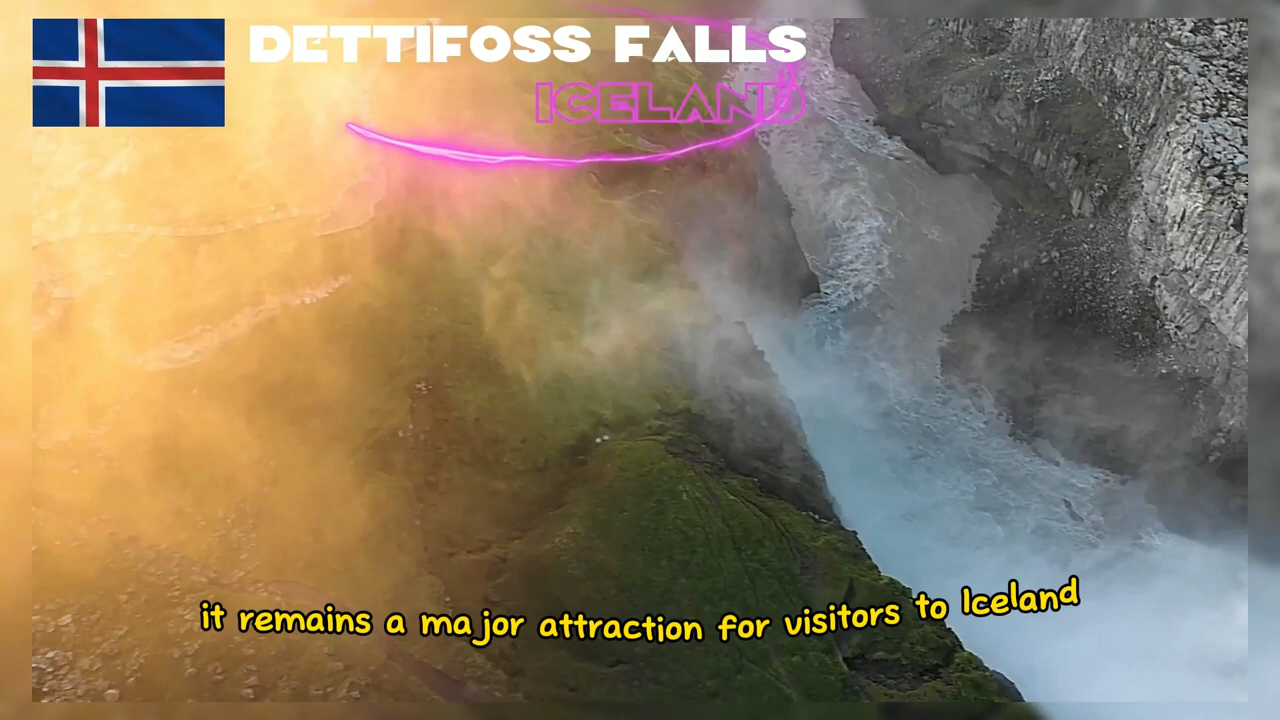 DETTIFOSS FALLS
ICELAND
it remains a major attraction for visitors to Iceland